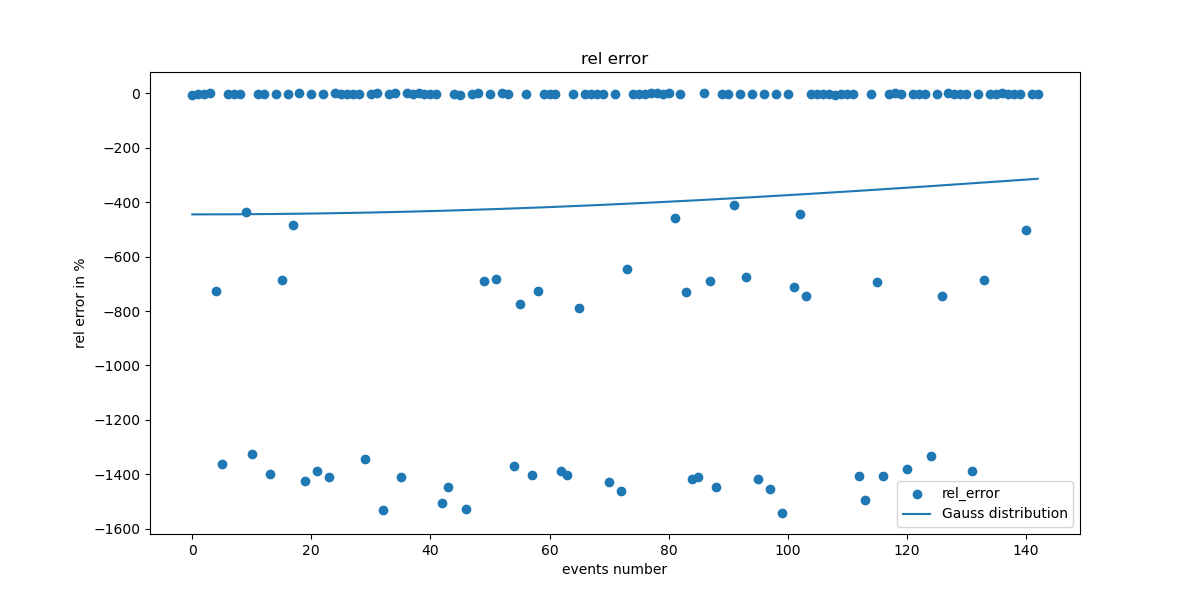 rel error
rel error in %
0
−200
−400
−600
−800
−1000
−1200
−1400
−1600
0 20 40 60 80 100 120 140
events number
rel_error
Gauss distribution